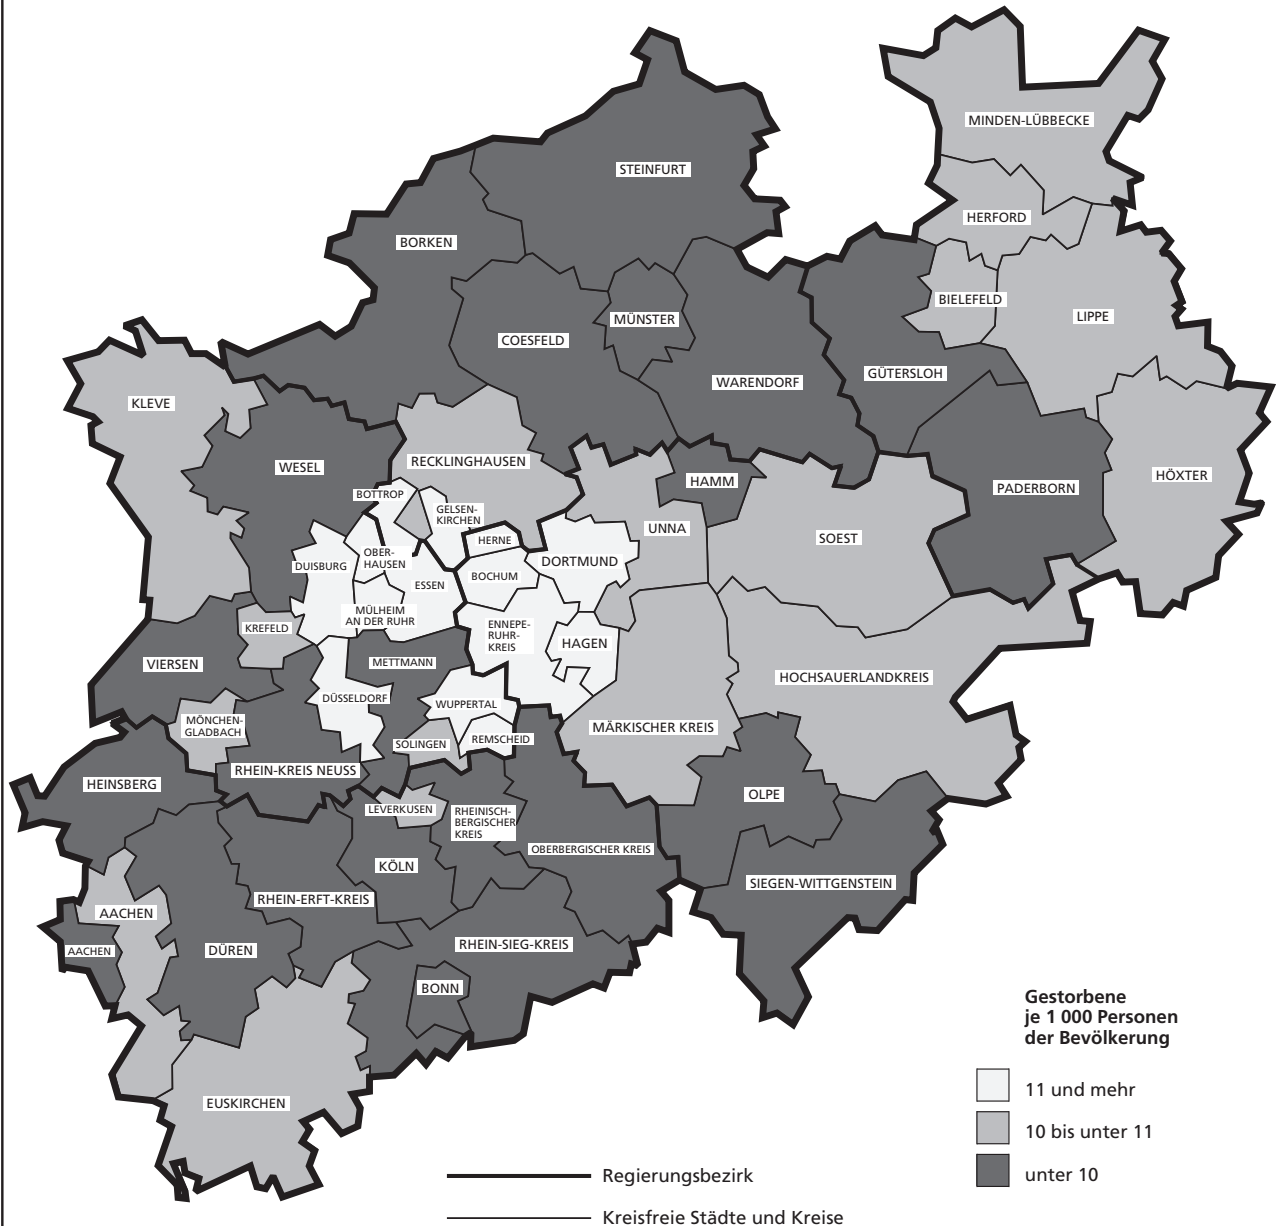 MINDEN-LÜBBECKE
STEINFURT
HERFORD
BORKEN
BIELEFELD
LIPPE
MÜNSTER
COESFELD
GÜTERSLOH
WARENDORF
KLEVE
RECKLINGHAUSEN
WESEL
HÖXTER
HAMM
PADERBORN
BOTTROP
GELSEN-
KIRCHEN
UNNA
SOEST
HERNE
OBER-
HAUSEN
DORTMUND
DUISBURG
BOCHUM
ESSEN
MÜLHEIM
AN DER RUHR
KREFELD
ENNEPE-
RUHR-
KREIS
HAGEN
VIERSEN
METTMANN
HOCHSAUERLANDKREIS
DÜSSELDORF
WUPPERTAL
MÖNCHEN-
GLADBACH
MÄRKISCHER KREIS
SOLINGEN
REMSCHEID
RHEIN-KREIS NEUSS
HEINSBERG
OLPE
LEVERKUSEN
RHEINISCH-
BERGISCHER
KREIS
OBERBERGISCHER KREIS
KÖLN
SIEGEN-WITTGENSTEIN
RHEIN-ERFT-KREIS
AACHEN
RHEIN-SIEG-KREIS
AACHEN
DÜREN
BONN
EUSKIRCHEN
Gestorbene
je 1 000 Personen
der Bevölkerung
11 und mehr
10 bis unter 11
unter 10
Regierungsbezirk
Kreisfreie Städte und Kreise